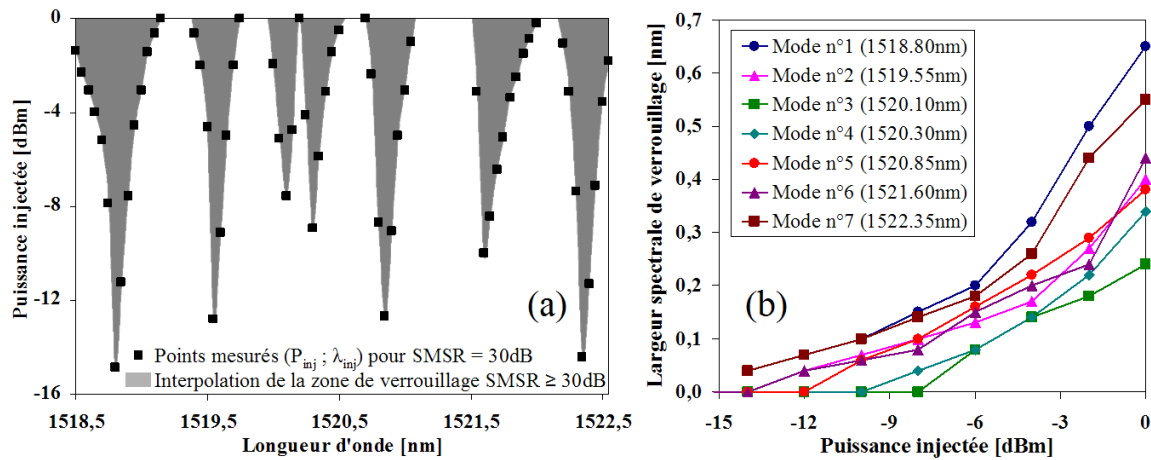 0
-4
-8
-12
-16
Puissance injectée [dBm]
1518,5
1519,5
1520,5
1521,5
1522,5
Longueur d'onde [nm]
(a)
Points mesurés (Pinj ; λinj) pour SMSR = 30dB
Interpolation de la zone de verrouillage SMSR ≥ 30dB
0,7
0,6
0,5
0,4
0,3
0,2
0,1
0,0
Largeur spectrale de verrouillage [nm]
Mode n°1 (1518.80nm)
Mode n°2 (1519.55nm)
Mode n°3 (1520.10nm)
Mode n°4 (1520.30nm)
Mode n°5 (1520.85nm)
Mode n°6 (1521.60nm)
Mode n°7 (1522.35nm)
(b)
-15
-12
-9
-6
-3
0
Puissance injectée [dBm]